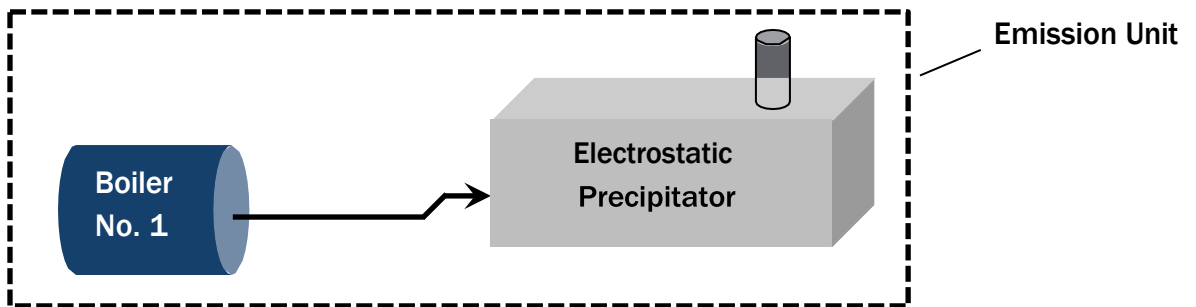 Emission Unit
Boiler
No. 1
Electrostatic
Precipitator